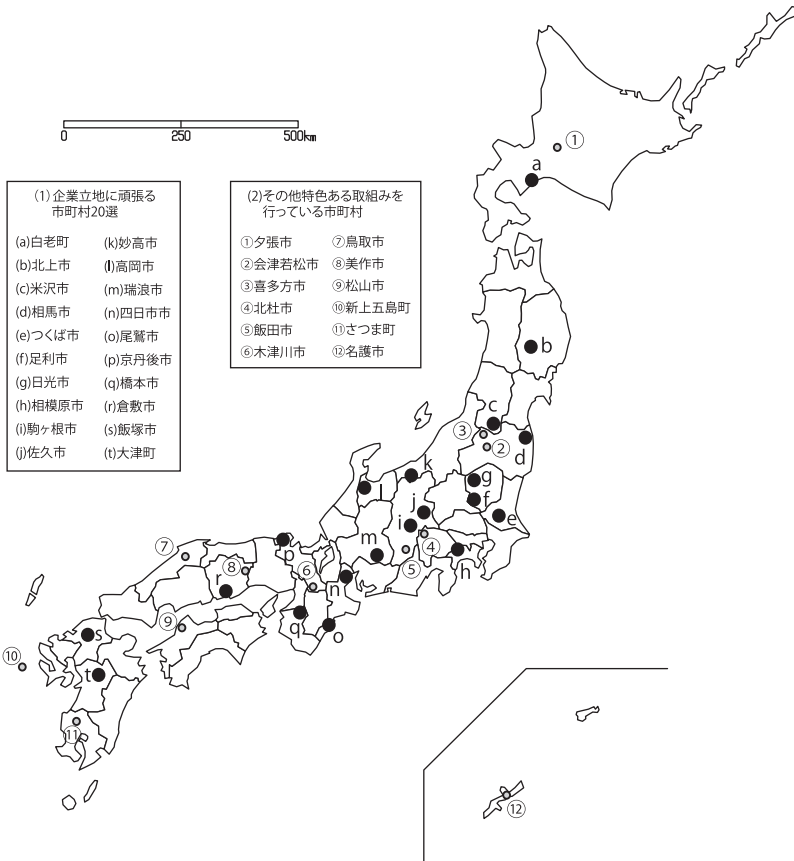 0 250 500km
(1)企業立地に頑張る
市町村20選
(a)白老町 (k)妙高市
(b)北上市 (l)高岡市
(c)米沢市 (m)瑞浪市
(d)相馬市 (n)四日市市
(e)つくば市 (o)尾鷲市
(f)足利市 (p)京丹後市
(g)日光市 (q)橋本市
(h)相模原市 (r)倉敷市
(i)駒ヶ根市 (s)飯塚市
(j)佐久市 (t)大津町
(2)その他特色ある取組みを
行っている市町村
①夕張市 ⑦鳥取市
②会津若松市 ⑧美作市
③喜多方市 ⑨松山市
④北杜市 ⑩新上五島町
⑤飯田市 ⑪さつま町
⑥木津川市 ⑫名護市
①
a
b
c
③
②
d
k
g
l
j
f
i
e
m
④
⑦
p
h
⑤
⑧
⑥
r
n
⑨
q
s
o
⑩
t
⑪
⑫